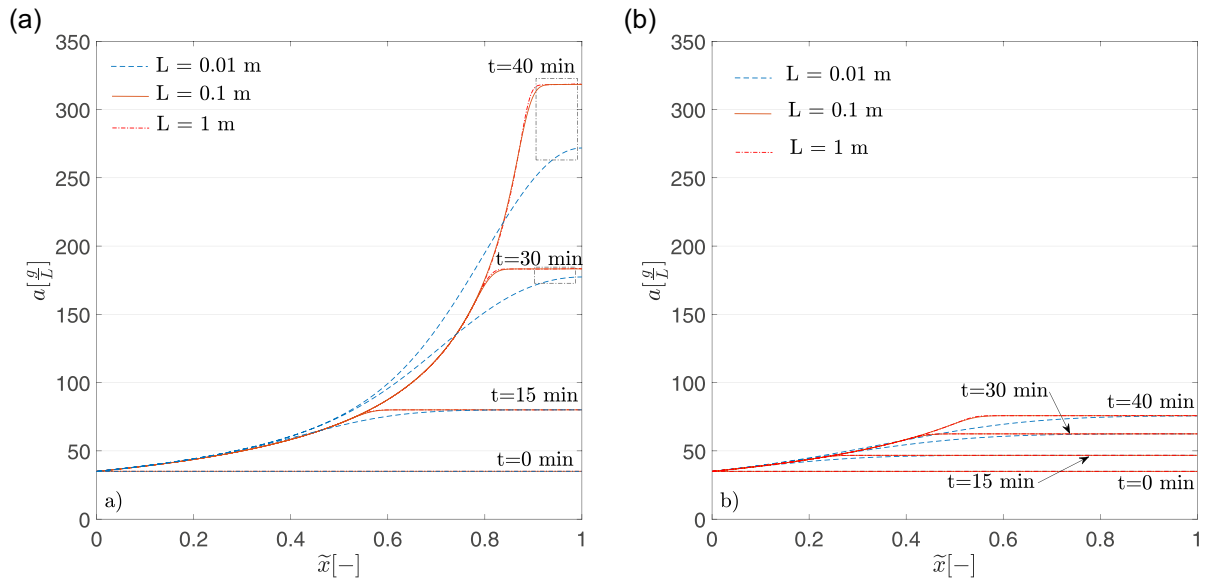 (a)
350
300
250
200
150
100
50
0
0
0.2
0.4
0.6
0.8
1
a[g/L]
x̃[−]
L = 0.01 m
L = 0.1 m
L = 1 m
t=40 min
t=30 min
t=15 min
t=0 min
a)
(b)
350
300
250
200
150
100
50
0
0
0.2
0.4
0.6
0.8
1
a[g/L]
x̃[−]
L = 0.01 m
L = 0.1 m
L = 1 m
t=30 min
t=40 min
t=15 min
t=0 min
b)